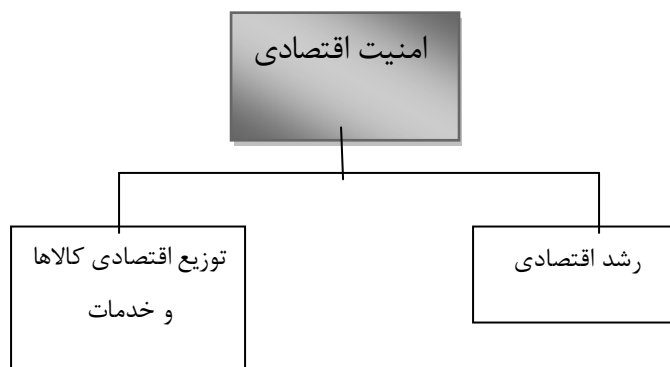 امنیت اقتصادی
رشد اقتصادی
توزیع اقتصادی کالاها
و خدمات